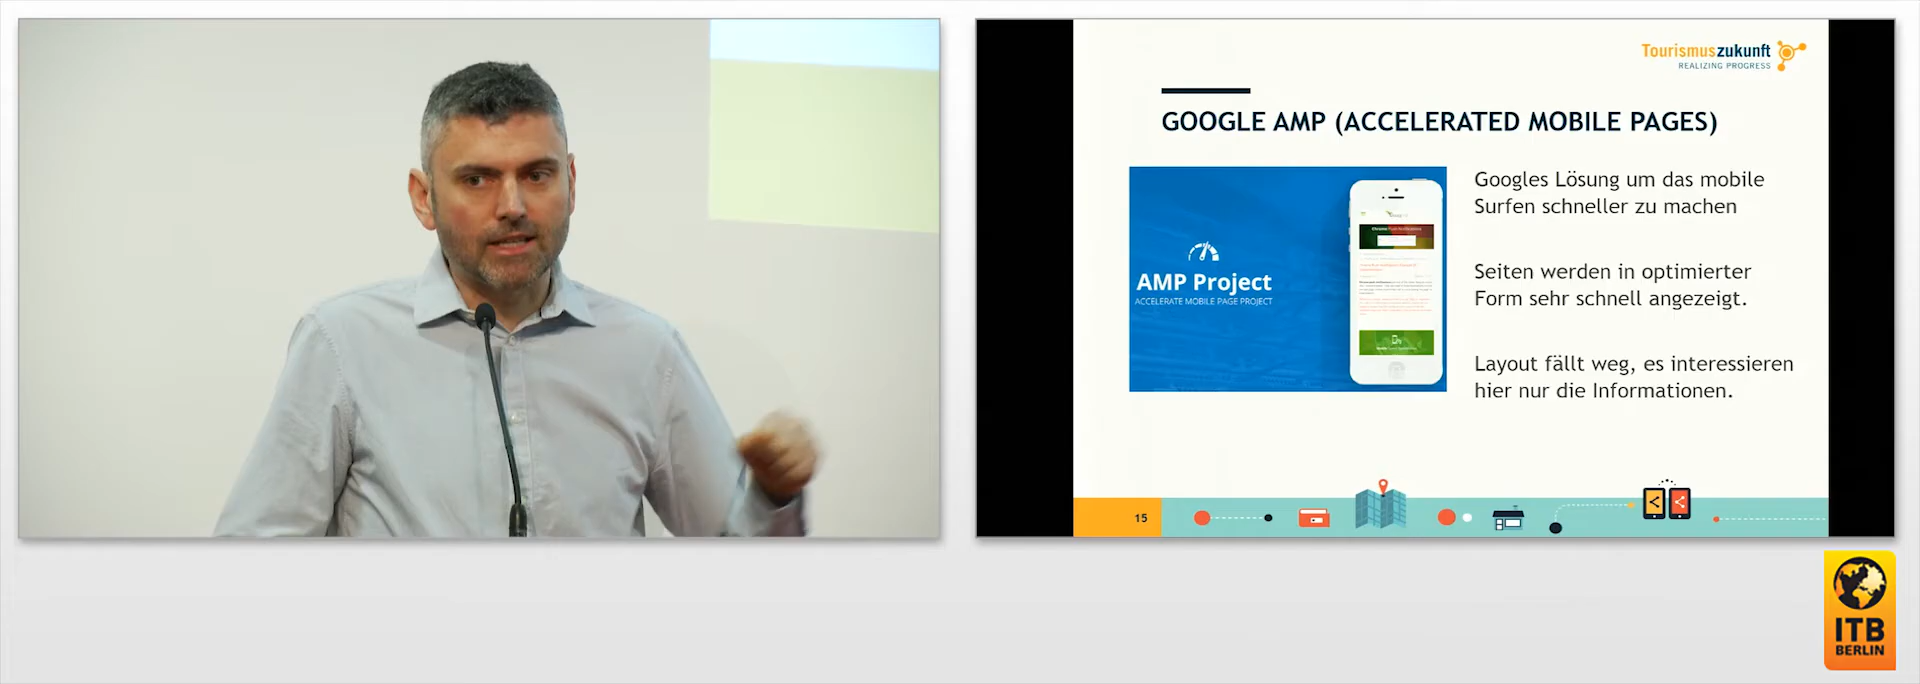 Tourismuszukunft
REALIZING PROGRESS
GOOGLE AMP (ACCELERATED MOBILE PAGES)
AMP Project
ACCELERATE MOBILE PAGE PROJECT
Googles Lösung um das mobile
Surfen schneller zu machen
Seiten werden in optimierter
Form sehr schnell angezeigt.
Layout fällt weg, es interessieren
hier nur die Informationen.
15
ITB
BERLIN